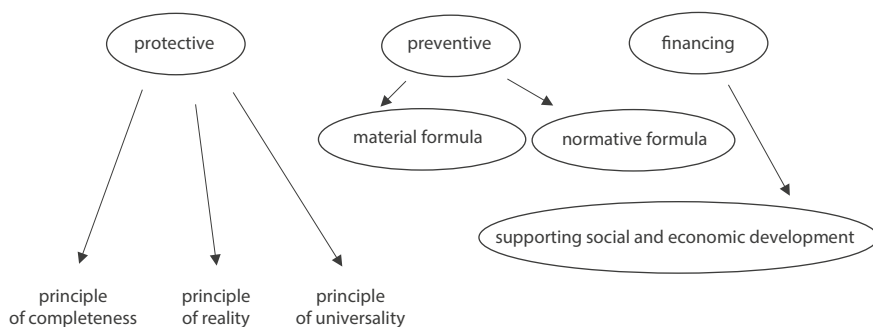 protective
preventive
financing
material formula
normative formula
supporting social and economic development
principle
of completeness
principle
of reality
principle
of universality